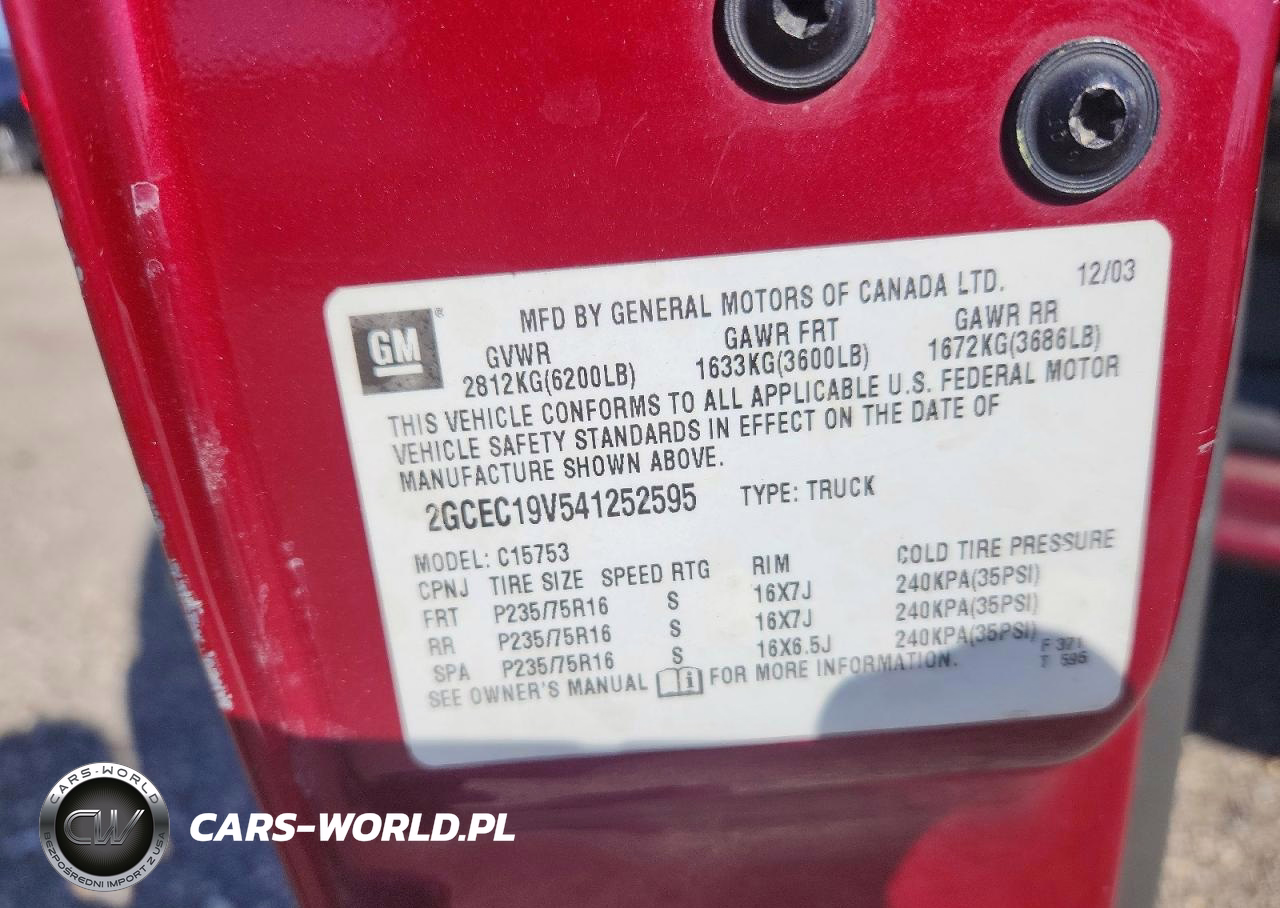 MFD BY GENERAL MOTORS OF CANADA LTD. 12/03
GM®
GVWR GAWR FRT GAWR RR
2812KG(6200LB) 1633KG(3600LB) 1672KG(3686LB)
THIS VEHICLE CONFORMS TO ALL APPLICABLE U.S. FEDERAL MOTOR
VEHICLE SAFETY STANDARDS IN EFFECT ON THE DATE OF
MANUFACTURE SHOWN ABOVE.
2GCEC19V541252595 TYPE: TRUCK
MODEL: C15753
CPNJ TIRE SIZE SPEED RTG RIM COLD TIRE PRESSURE
FRT P235/75R16 S 16X7J 240KPA(35PSI)
RR P235/75R16 S 16X7J 240KPA(35PSI)
SPA P235/75R16 S 16X6.5J 240KPA(35PSI)
SEE OWNER'S MANUAL FOR MORE INFORMATION.
F 371
T 595
CARS-WORLD
CW
BEZPOŚREDNI IMPORT Z USA
CARS-WORLD.PL